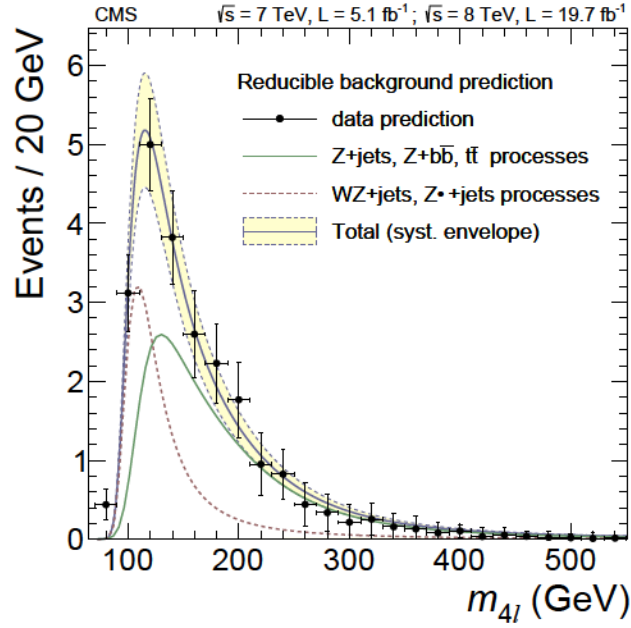 CMS √s = 7 TeV, L = 5.1 fb⁻¹ ; √s = 8 TeV, L = 19.7 fb⁻¹
Events / 20 GeV
6
5
4
3
2
1
0
Reducible background prediction
data prediction
Z+jets, Z+bb̅, tt̅ processes
WZ+jets, Z•+jets processes
Total (syst. envelope)
100 200 300 400 500
m₄ₗ (GeV)